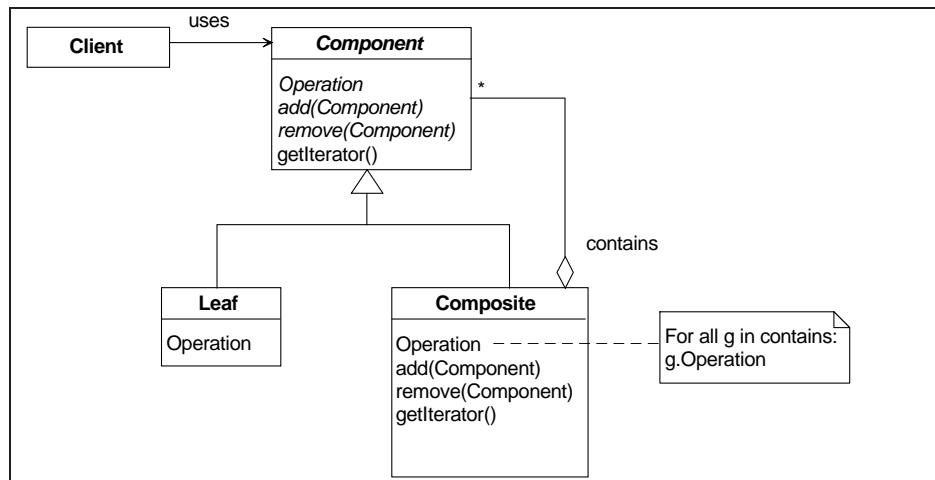 uses
Client
Component
Operation
add(Component)
remove(Component)
getIterator()
*
contains
Leaf
Operation
Composite
Operation
add(Component)
remove(Component)
getIterator()
For all g in contains:
g.Operation